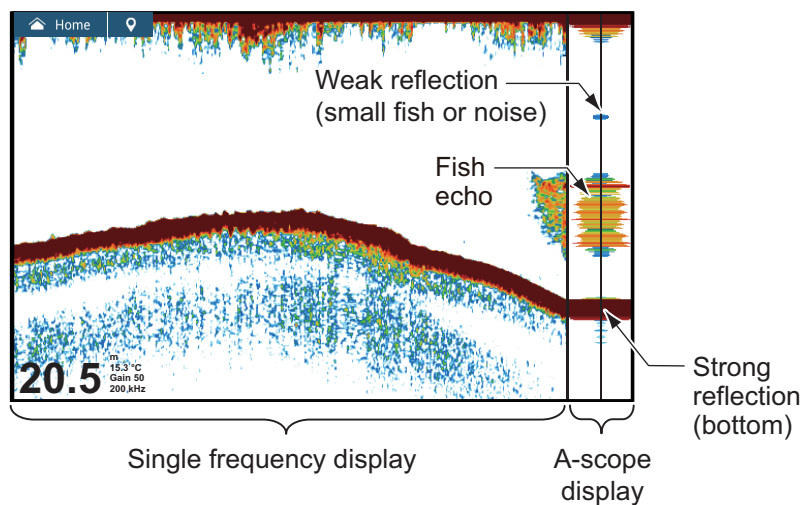 Home
Weak reflection
(small fish or noise)
Fish
echo
20.5
m
15.3 °C
Gain 50
200 kHz
Strong
reflection
(bottom)
Single frequency display
A-scope
display